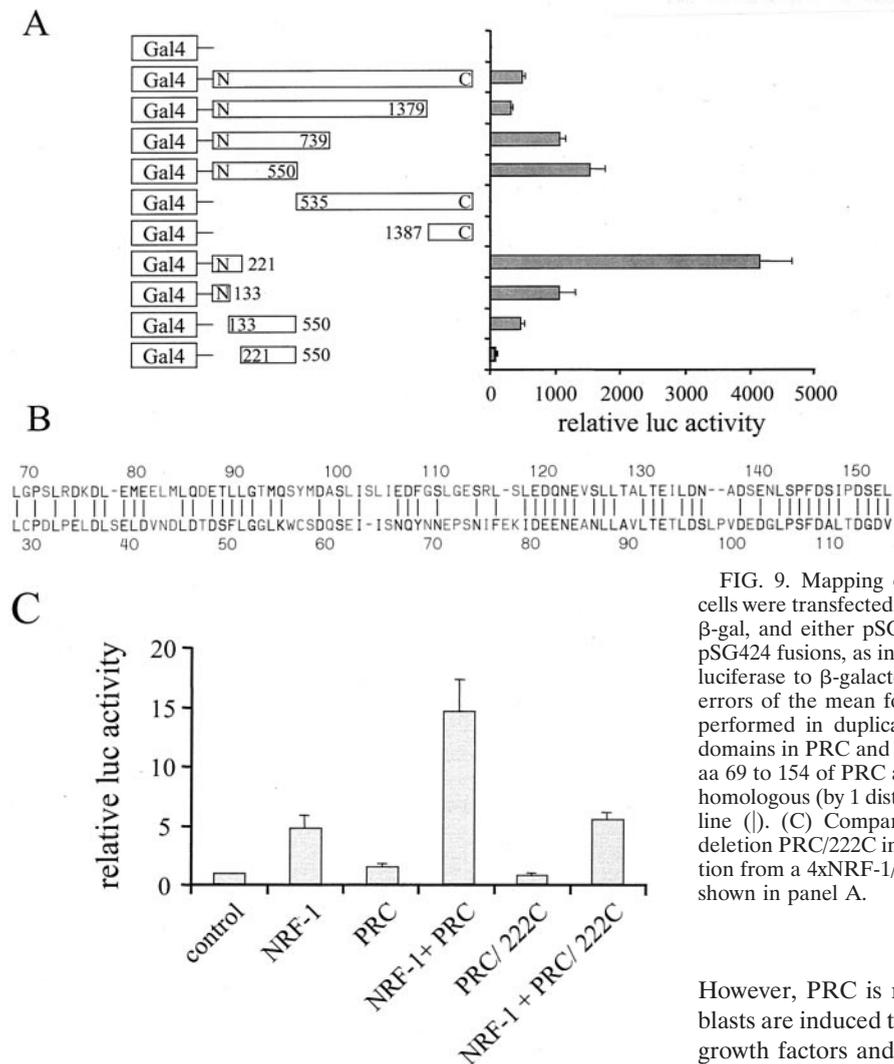 A
Gal4
Gal4 N C
Gal4 N 1379
Gal4 N 739
Gal4 N 550
Gal4 535 C
Gal4 1387 C
Gal4 N 221
Gal4 N 133
Gal4 133 550
Gal4 221 550
0 1000 2000 3000 4000 5000
relative luc activity
B
70 80 90 100 110 120 130 140 150
LGPSLRDKDL-EMEELMLQDETLLGTMQSYMDASLISLIEDFGSLGESRL-SLEDQNEVSLLTALTEILDN--ADSENLSPFDSIPDSEL
LCPDLPELDLSELDVNDLDTDSFLGGLKWCSDQSEI-ISNQYNNEPSNIFEKIDEENEANLLAVLTETLDSLPVDEDGLPSFDALTDGDV
30 40 50 60 70 80 90 100 110
C
relative luc activity
20
15
10
5
0
control NRF-1 PRC NRF-1+ PRC PRC/ 222C NRF-1 + PRC/ 222C
FIG. 9. Mapping
cells were transfected
β-gal, and either pSG
pSG424 fusions, as in
luciferase to β-galact
errors of the mean fo
performed in duplica
domains in PRC and
aa 69 to 154 of PRC a
homologous (by 1 dist
line (|). (C) Compar
deletion PRC/222C in
tion from a 4xNRF-1/
shown in panel A.
However, PRC is
blasts are induced t
growth factors and